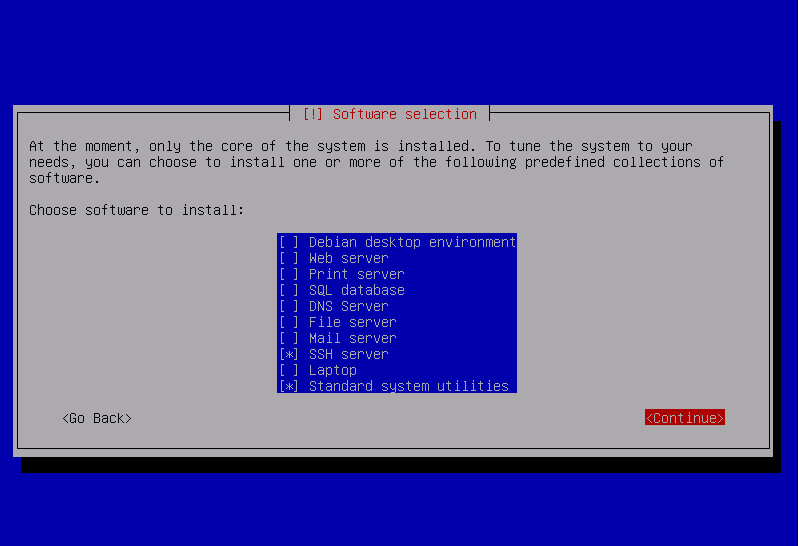 [!] Software selection
At the moment, only the core of the system is installed. To tune the system to your
needs, you can choose to install one or more of the following predefined collections of
software.
Choose software to install:
[ ] Debian desktop environment
[ ] Web server
[ ] Print server
[ ] SQL database
[ ] DNS Server
[ ] File server
[ ] Mail server
[*] SSH server
[ ] Laptop
[*] Standard system utilities
<Go Back> <Continue>